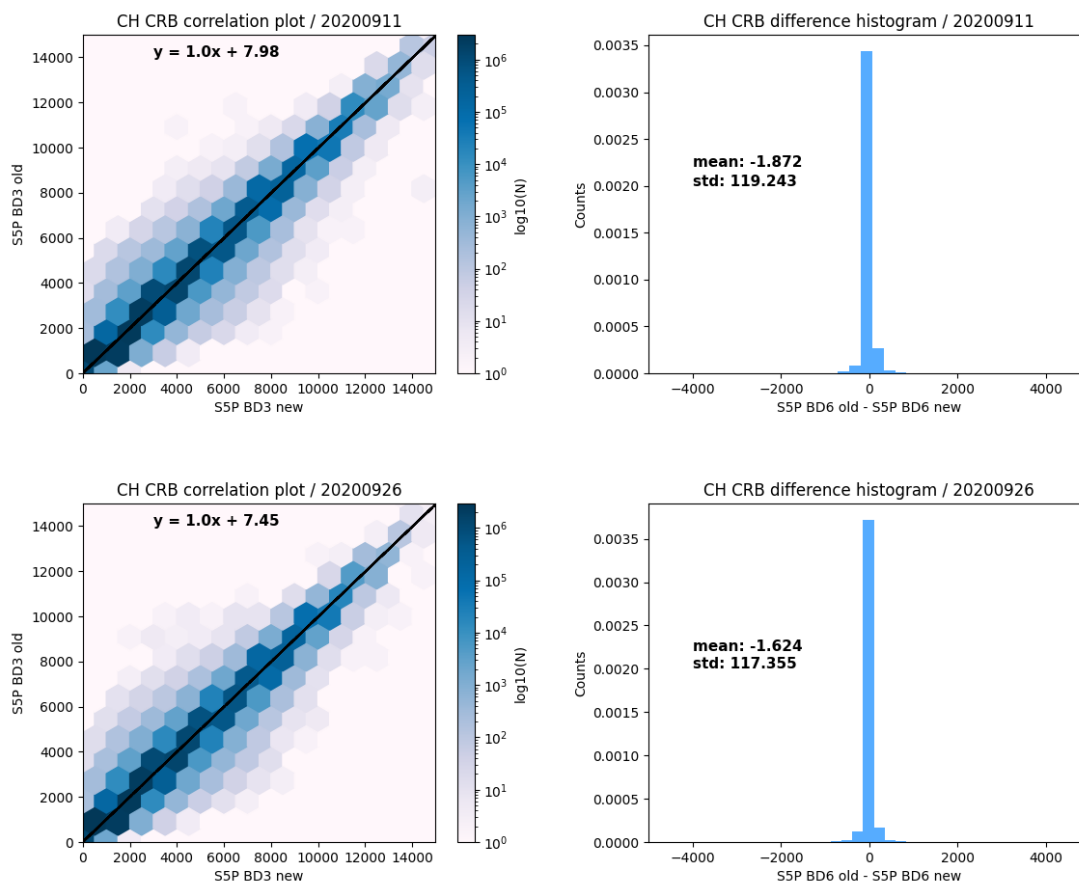 CH CRB correlation plot / 20200911
y = 1.0x + 7.98
14000
12000
10000
8000
6000
4000
2000
0
0 2000 4000 6000 8000 10000 12000 14000
S5P BD3 old
S5P BD3 new
10^6
10^5
10^4
10^3
10^2
10^1
10^0
log10(N)
CH CRB difference histogram / 20200911
0.0035
0.0030
0.0025
0.0020
0.0015
0.0010
0.0005
0.0000
Counts
mean: -1.872
std: 119.243
−4000 −2000 0 2000 4000
S5P BD6 old - S5P BD6 new
CH CRB correlation plot / 20200926
y = 1.0x + 7.45
14000
12000
10000
8000
6000
4000
2000
0
0 2000 4000 6000 8000 10000 12000 14000
S5P BD3 old
S5P BD3 new
10^6
10^5
10^4
10^3
10^2
10^1
10^0
log10(N)
CH CRB difference histogram / 20200926
0.0035
0.0030
0.0025
0.0020
0.0015
0.0010
0.0005
0.0000
Counts
mean: -1.624
std: 117.355
−4000 −2000 0 2000 4000
S5P BD6 old - S5P BD6 new